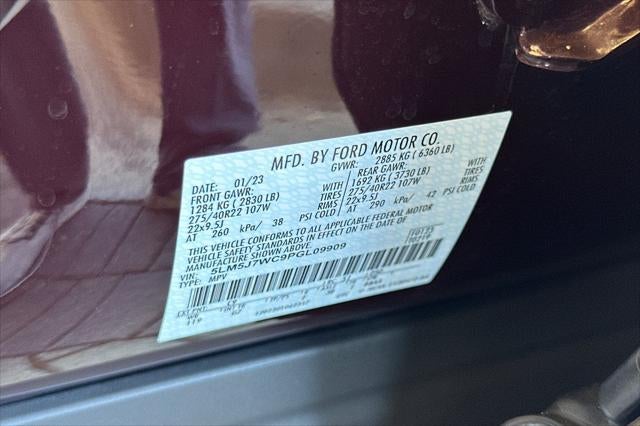 MFD. BY FORD MOTOR CO.
DATE: 01/23 GVWR: 2885 KG ( 6360 LB)
FRONT GAWR: REAR GAWR:
1284 KG ( 2830 LB) WITH 1692 KG ( 3730 LB) WITH
275/40R22 107W TIRES 275/40R22 107W TIRES
22x9.5J RIMS 22x9.5J RIMS
AT 260 kPa/ 38 PSI COLD AT 290 kPa/ 42 PSI COLD
THIS VEHICLE CONFORMS TO ALL APPLICABLE FEDERAL MOTOR
VEHICLE SAFETY STANDARDS IN EFFECT ON THE DATE OF
MANUFACTURE SHOWN ABOVE.
VIN: 5LM5J7WC9PGL09909
TYPE: MPV
EXT PNT: